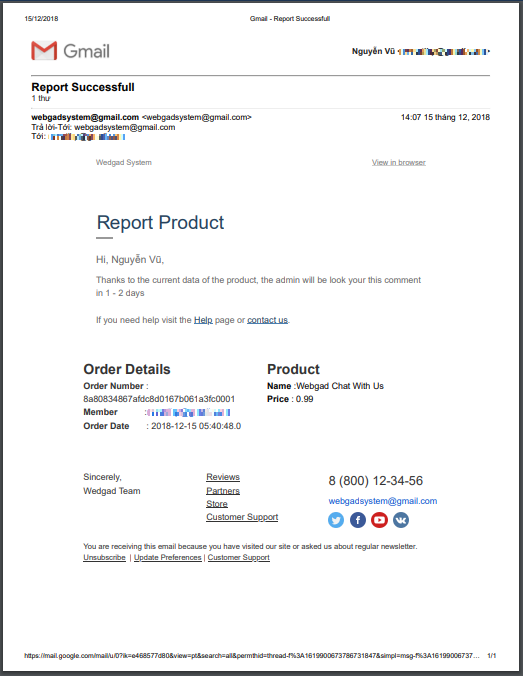 15/12/2018 Gmail - Report Successfull
Gmail Nguyễn Vũ
Report Successfull
1 thư
webgadsystem@gmail.com <webgadsystem@gmail.com> 14:07 15 tháng 12, 2018
Trả lời-Tới: webgadsystem@gmail.com
Tới:
Wedgad System View in browser
Report Product
Hi, Nguyễn Vũ,
Thanks to the current data of the product, the admin will be look your this comment
in 1 - 2 days
If you need help visit the Help page or contact us.
Order Details
Order Number :
8a80834867afdc8d0167b061a3fc0001
Member :
Order Date : 2018-12-15 05:40:48.0
Product
Name :Webgad Chat With Us
Price : 0.99
Sincerely,
Wedgad Team
Reviews
Partners
Store
Customer Support
8 (800) 12-34-56
webgadsystem@gmail.com
You are receiving this email because you have visited our site or asked us about regular newsletter.
Unsubscribe | Update Preferences | Customer Support
https://mail.google.com/mail/u/0?ik=e468577d80&view=pt&search=all&permthid=thread-f%3A1619900673786731847&simpl=msg-f%3A16199006737… 1/1